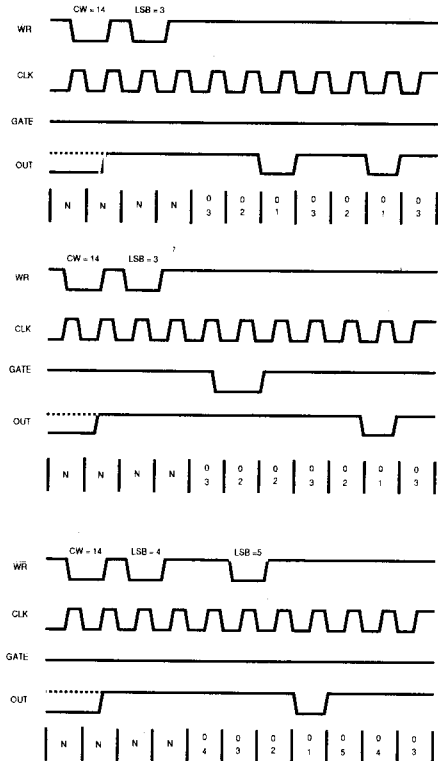 CW = 14 LSB = 3
WR
CLK
GATE
OUT
N N N N 0 0 0 0 0 0 0
3 2 1 3 2 1 3
CW = 14 LSB = 3 7
WR
CLK
GATE
OUT
N N N N 0 0 0 0 0 0 0
3 2 2 3 2 1 3
CW = 14 LSB = 4 LSB =5
WR
CLK
GATE
OUT
N N N N 0 0 0 0 0 0 0
4 3 2 1 5 4 3